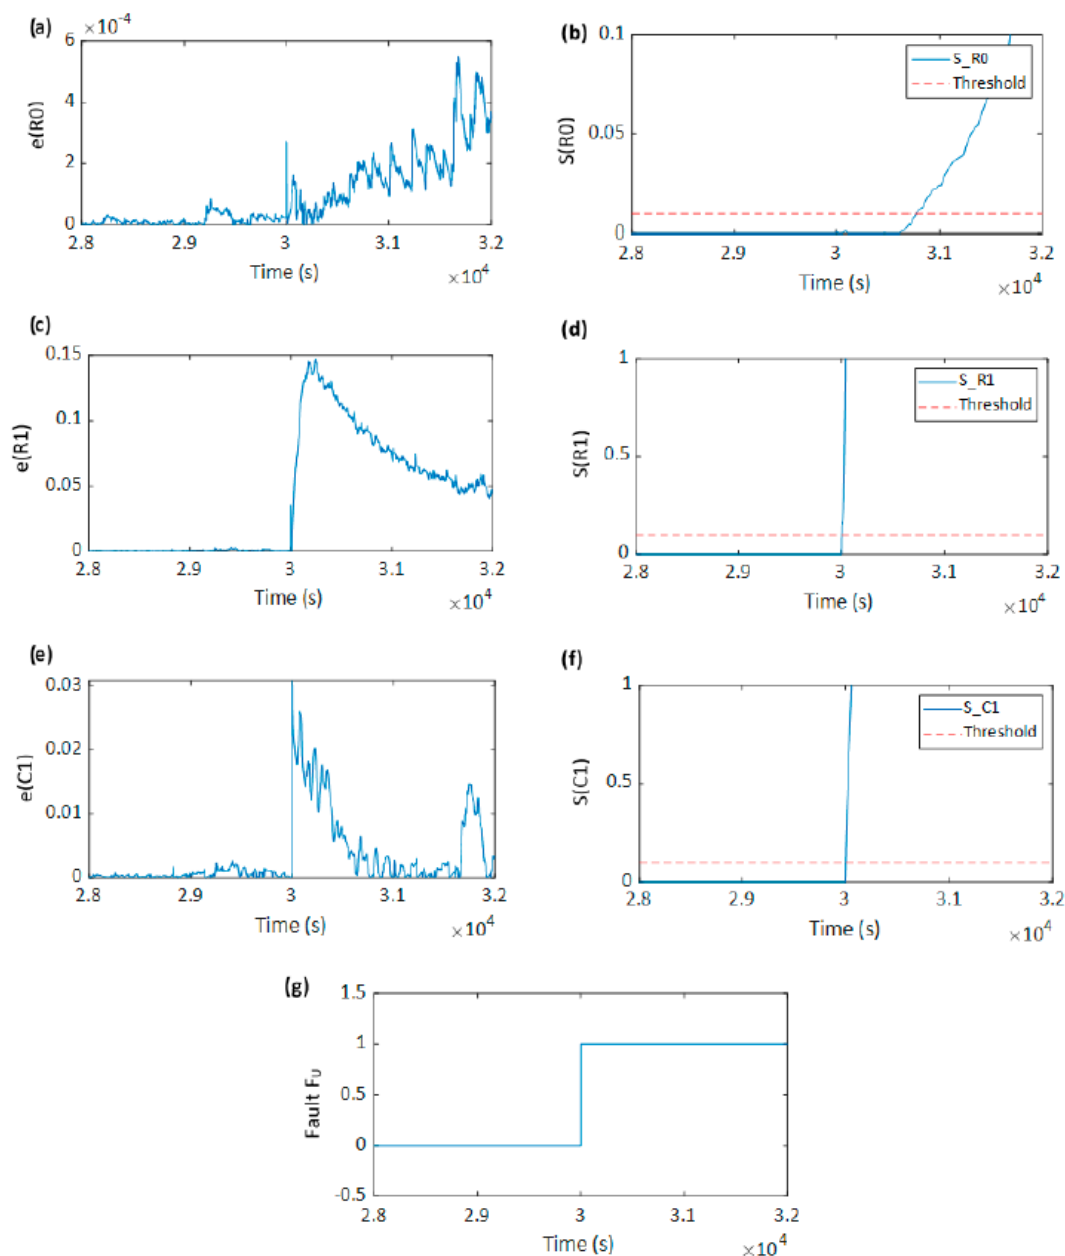 (a)
×10⁻⁴
6
4
2
0
e(R0)
2.8 2.9 3 3.1 3.2
Time (s)
×10⁴
(b)
0.1
0.05
0
S(R0)
S_R0
Threshold
2.8 2.9 3 3.1 3.2
Time (s)
×10⁴
(c)
0.15
0.1
0.05
0
e(R1)
2.8 2.9 3 3.1 3.2
Time (s)
×10⁴
(d)
1
0.5
0
S(R1)
S_R1
Threshold
2.8 2.9 3 3.1 3.2
Time (s)
×10⁴
(e)
0.03
0.02
0.01
0
e(C1)
2.8 2.9 3 3.1 3.2
Time (s)
×10⁴
(f)
1
0.5
0
S(C1)
S_C1
Threshold
2.8 2.9 3 3.1 3.2
Time (s)
×10⁴
(g)
1.5
1
0.5
0
-0.5
Fault F_U
2.8 2.9 3 3.1 3.2
Time (s)
×10⁴